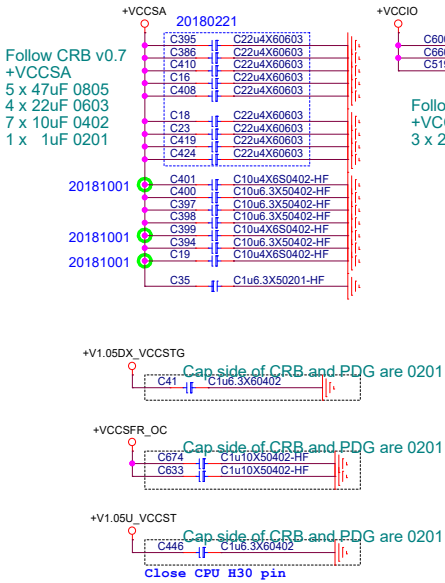 +VCCSA
20180221
+VCCIO
Follow CRB v0.7
+VCCSA
5 x 47uF 0805
4 x 22uF 0603
7 x 10uF 0402
1 x 1uF 0201
C395 C22u4X60603
C386 C22u4X60603
C410 C22u4X60603
C16 C22u4X60603
C408 C22u4X60603
C18 C22u4X60603
C23 C22u4X60603
C419 C22u4X60603
C424 C22u4X60603
20181001
C401 C10u4X6S0402-HF
C400 C10u6.3X50402-HF
C397 C10u6.3X50402-HF
C398 C10u6.3X50402-HF
20181001
C399 C10u4X6S0402-HF
C394 C10u6.3X50402-HF
20181001
C19 C10u4X6S0402-HF
C35 C1u6.3X50201-HF
3 x 2
+V1.05DX_VCCSTG
Cap side of CRB and PDG are 0201
C41 C1u6.3X60402
+VCCSFR_OC
Cap side of CRB and PDG are 0201
C674 C1u10X50402-HF
C633 C1u10X50402-HF
+V1.05U_VCCST
Cap side of CRB and PDG are 0201
C446 C1u6.3X60402
Close CPU H30 pin